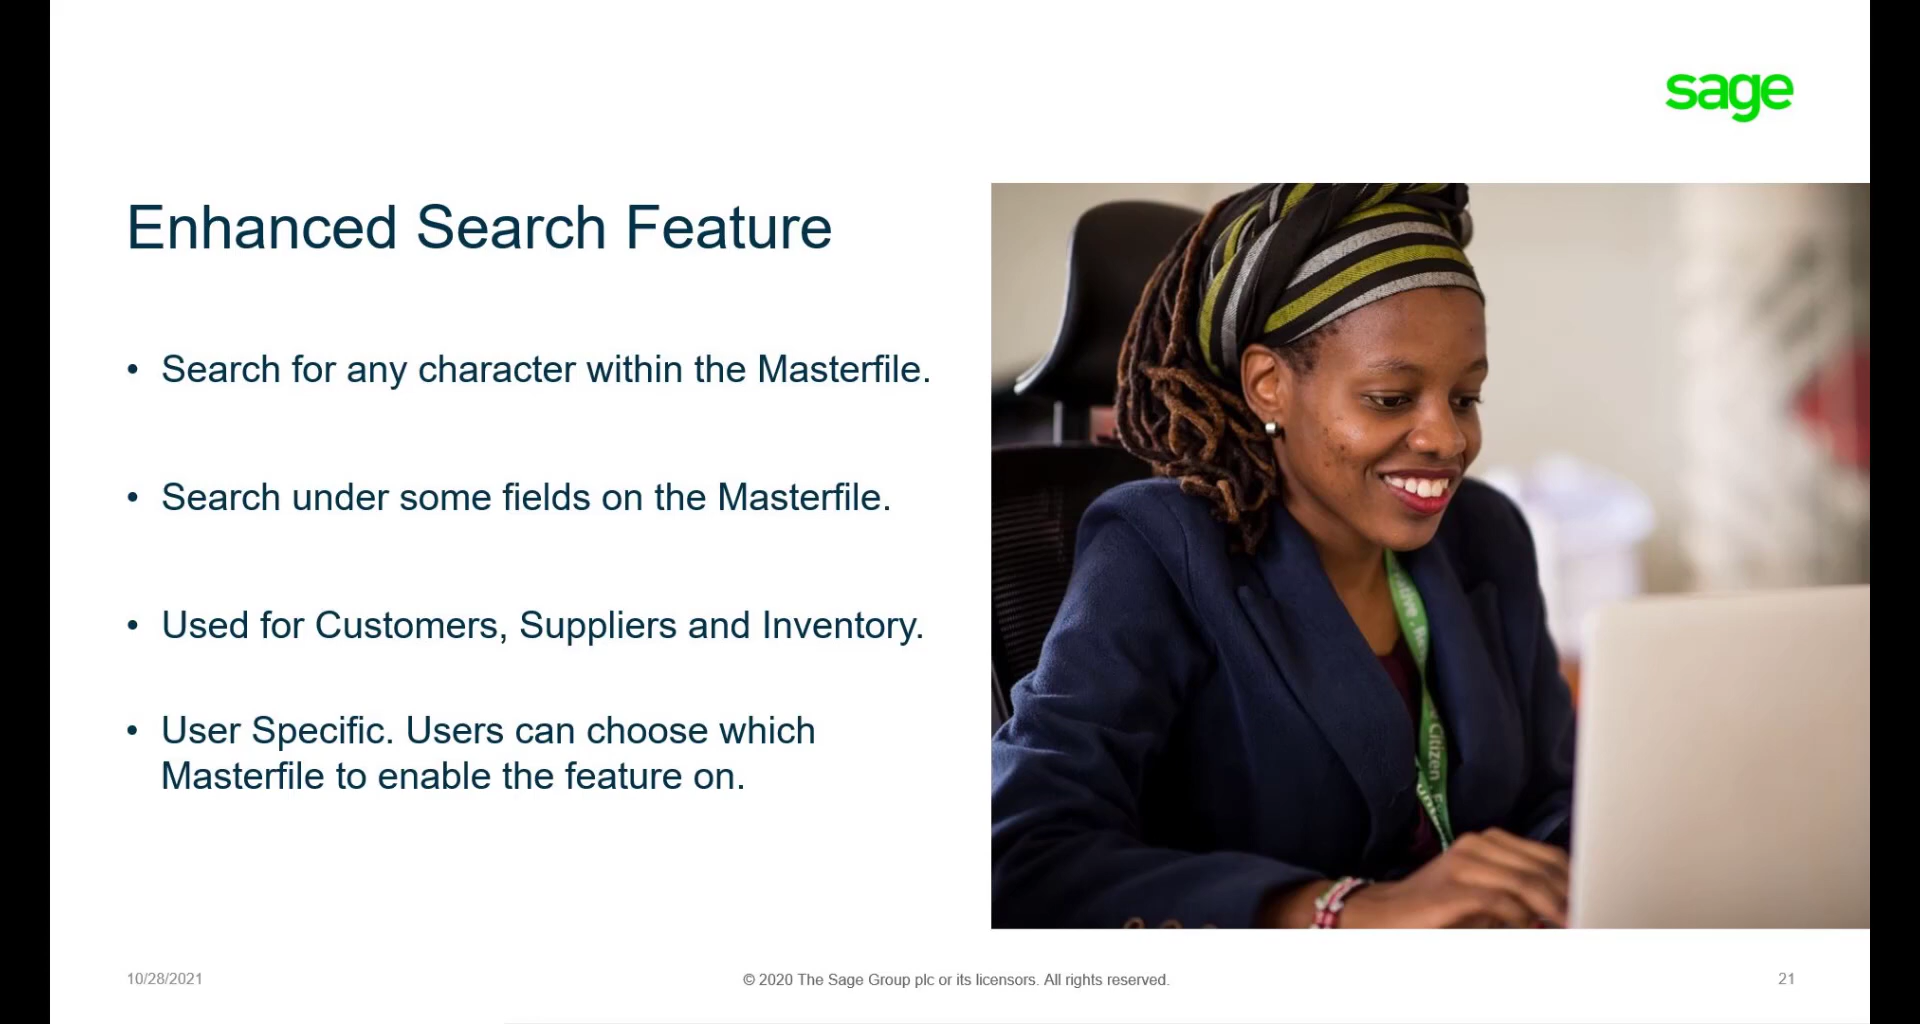 sage
Enhanced Search Feature
• Search for any character within the Masterfile.
• Search under some fields on the Masterfile.
• Used for Customers, Suppliers and Inventory.
• User Specific. Users can choose which
Masterfile to enable the feature on.
Citizen
10/28/2021
© 2020 The Sage Group plc or its licensors. All rights reserved.
21